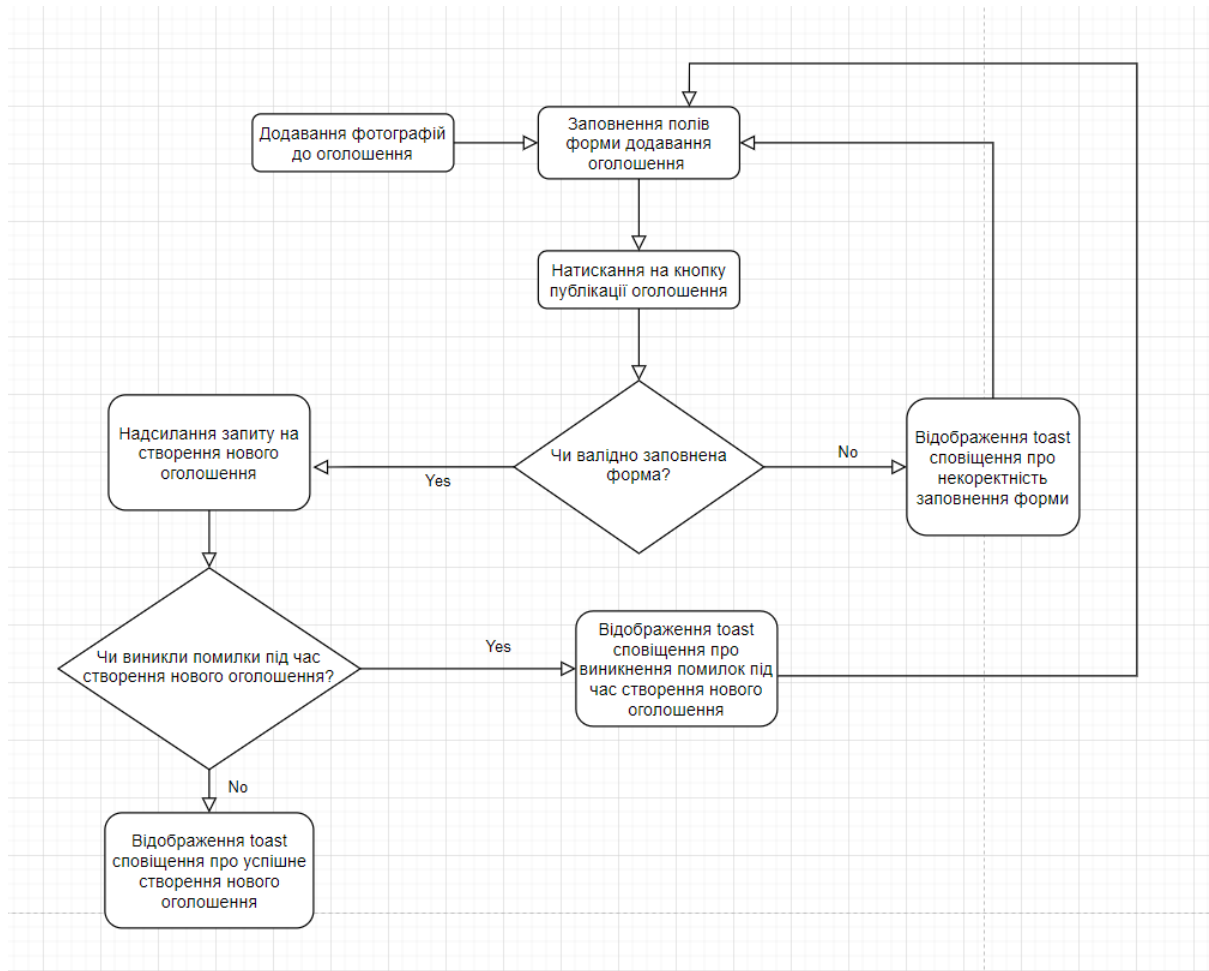 Додавання фотографій
до оголошення
Заповнення полів
форми додавання
оголошення
Натискання на кнопку
публікації оголошення
Чи валідно заповнена
форма?
No
Відображення toast
сповіщення про
некоректність
заповнення форми
Yes
Надсилання запиту на
створення нового
оголошення
Чи виникли помилки під час
створення нового оголошення?
Yes
Відображення toast
сповіщення про
виникнення помилок під
час створення нового
оголошення
No
Відображення toast
сповіщення про успішне
створення нового
оголошення